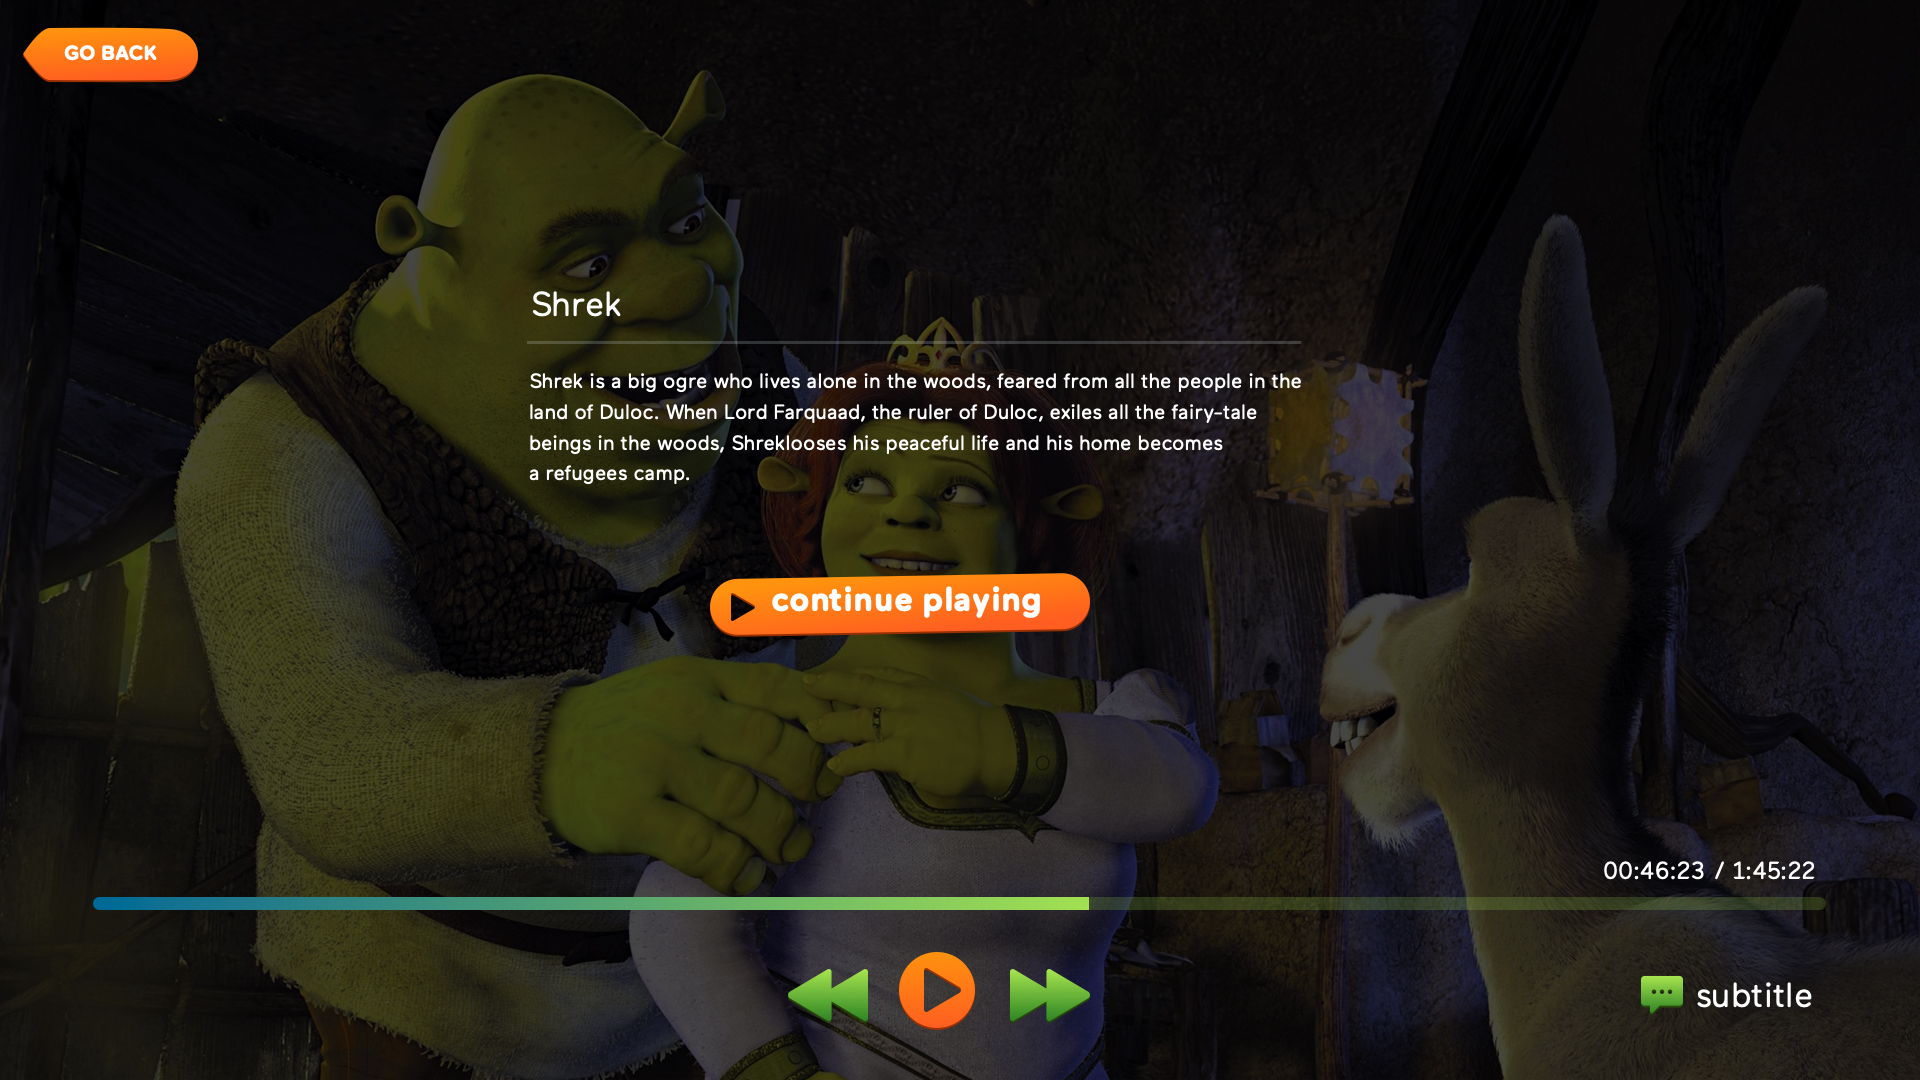 GO BACK
Shrek
Shrek is a big ogre who lives alone in the woods, feared from all the people in the
land of Duloc. When Lord Farquaad, the ruler of Duloc, exiles all the fairy-tale
beings in the woods, Shreklooses his peaceful life and his home becomes
a refugees camp.
continue playing
00:46:23 / 1:45:22
subtitle